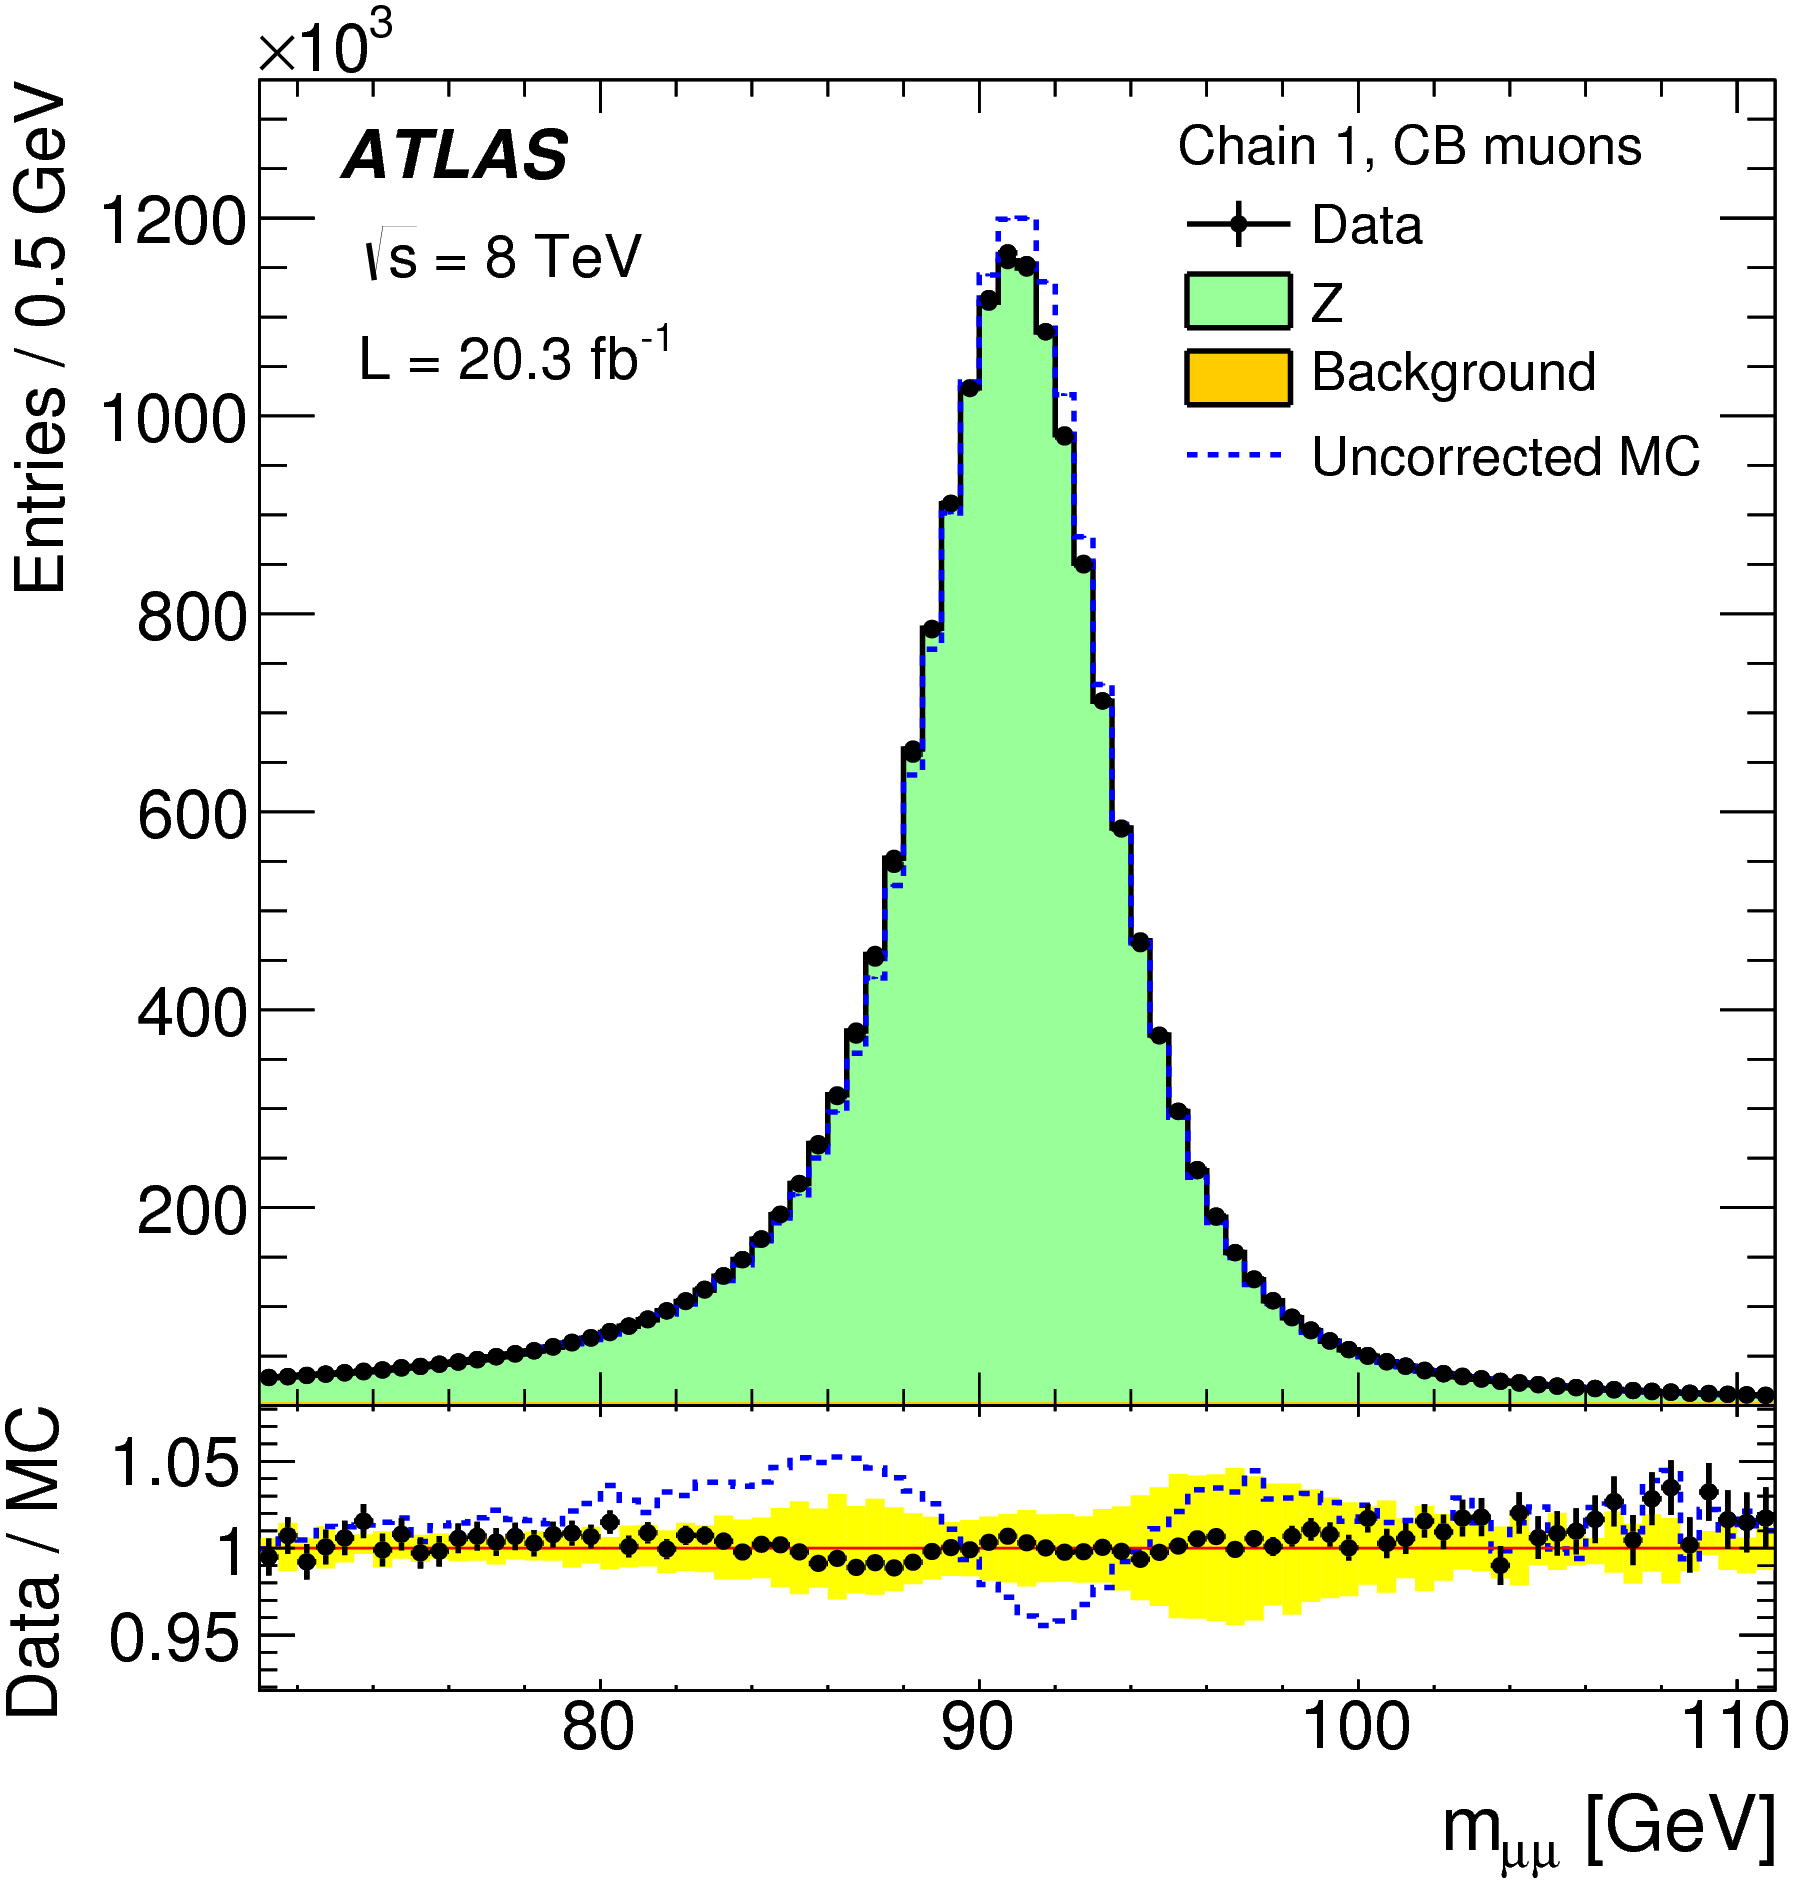 ×10³
Entries / 0.5 GeV
1200
1000
800
600
400
200
ATLAS
√s = 8 TeV
L = 20.3 fb⁻¹
Chain 1, CB muons
Data
Z
Background
Uncorrected MC
Data / MC
1.05
1
0.95
80 90 100 110
m_μμ [GeV]